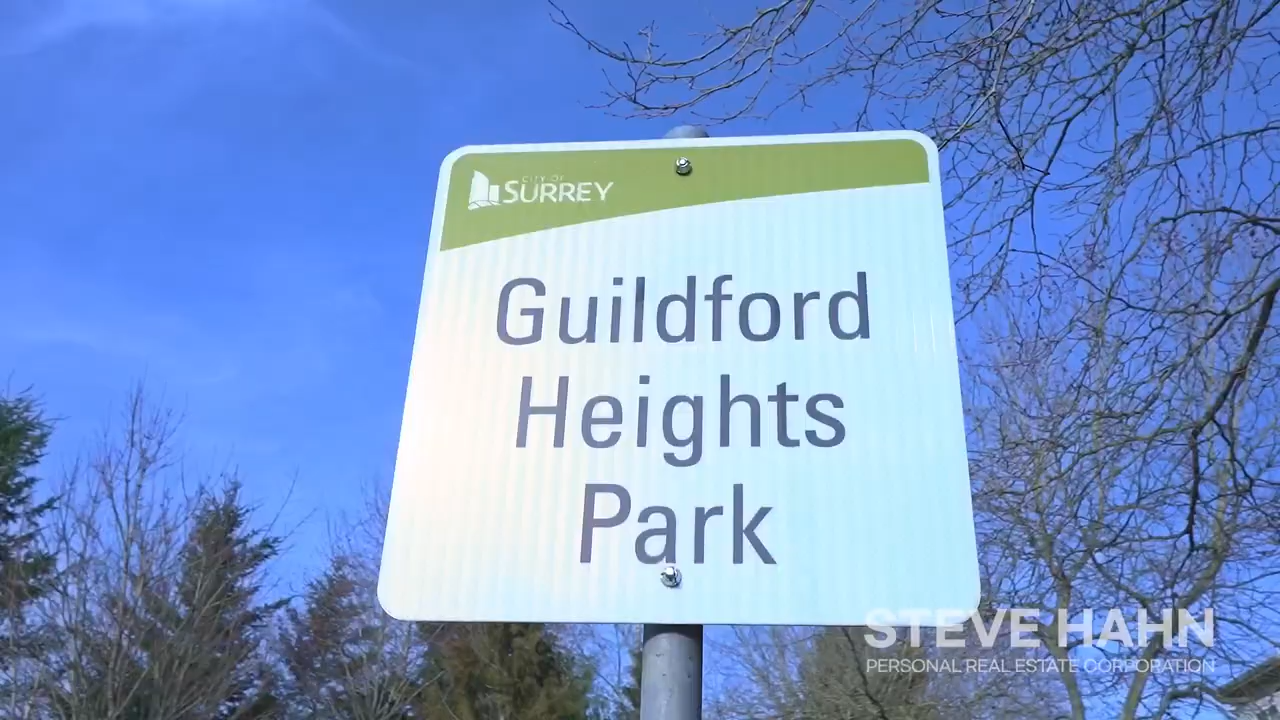 CITY OF
SURREY
Guildford
Heights
Park
STEVE HAHN
PERSONAL REAL ESTATE CORPORATION